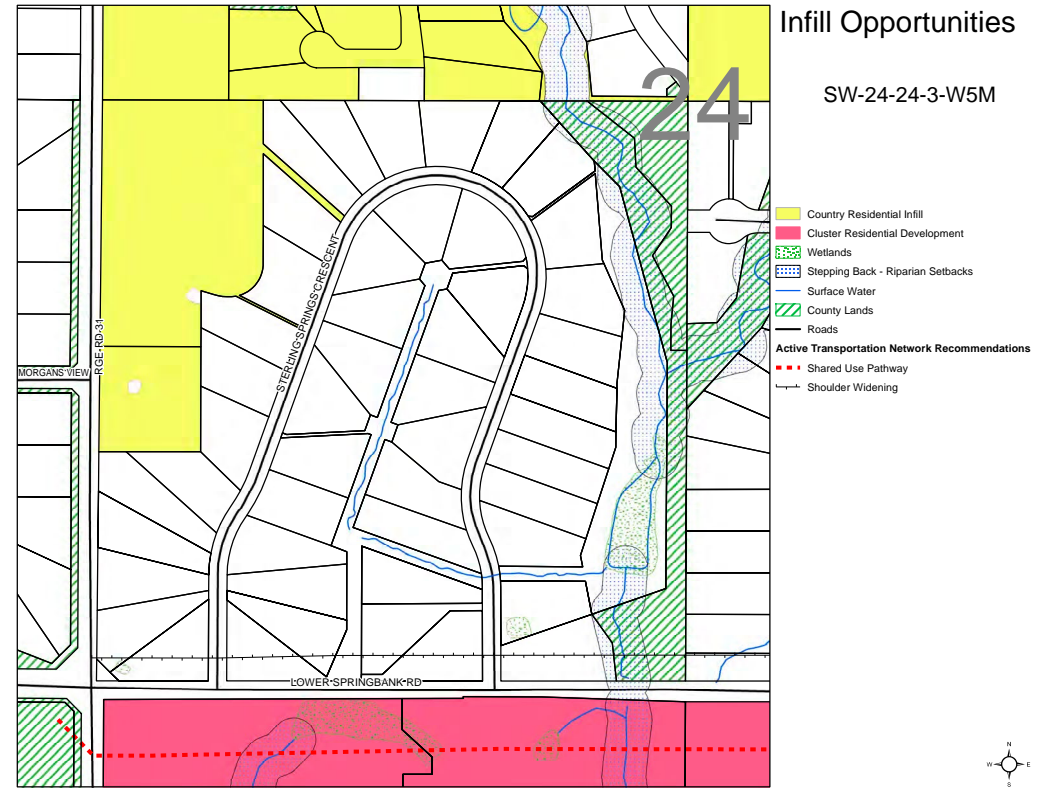 Infill Opportunities
SW-24-24-3-W5M
24
Country Residential Infill
Cluster Residential Development
Wetlands
Stepping Back - Riparian Setbacks
Surface Water
County Lands
Roads
Active Transportation Network Recommendations
Shared Use Pathway
Shoulder Widening
STERLING SPRINGS CRESCENT
RGE-RD-31
MORGANS VIEW
LOWER SPRINGBANK RD
N
W
E
S